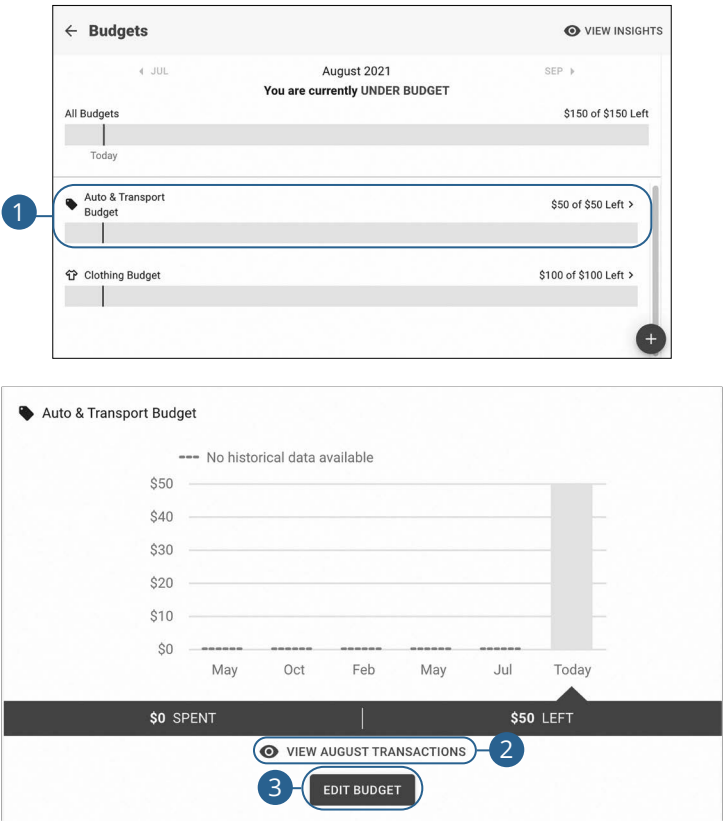 Budgets
VIEW INSIGHTS
JUL
August 2021
SEP
You are currently UNDER BUDGET
All Budgets
$150 of $150 Left
Today
1
Auto & Transport
Budget
$50 of $50 Left
Clothing Budget
$100 of $100 Left
+
Auto & Transport Budget
No historical data available
$50
$40
$30
$20
$10
$0
May Oct Feb May Jul Today
$0 SPENT
$50 LEFT
VIEW AUGUST TRANSACTIONS
2
3
EDIT BUDGET